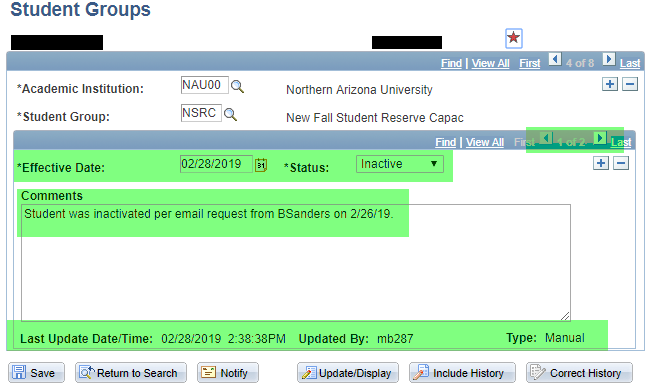 Student Groups
Find | View All First 4 of 8 Last
*Academic Institution: NAU00 Northern Arizona University
*Student Group: NSRC New Fall Student Reserve Capac
Find | View All First 1 of 2 Last
*Effective Date: 02/28/2019 31 *Status: Inactive
Comments
Student was inactivated per email request from BSanders on 2/26/19.
Last Update Date/Time: 02/28/2019 2:38:38PM Updated By: mb287 Type: Manual
Save Return to Search Notify Update/Display Include History Correct History